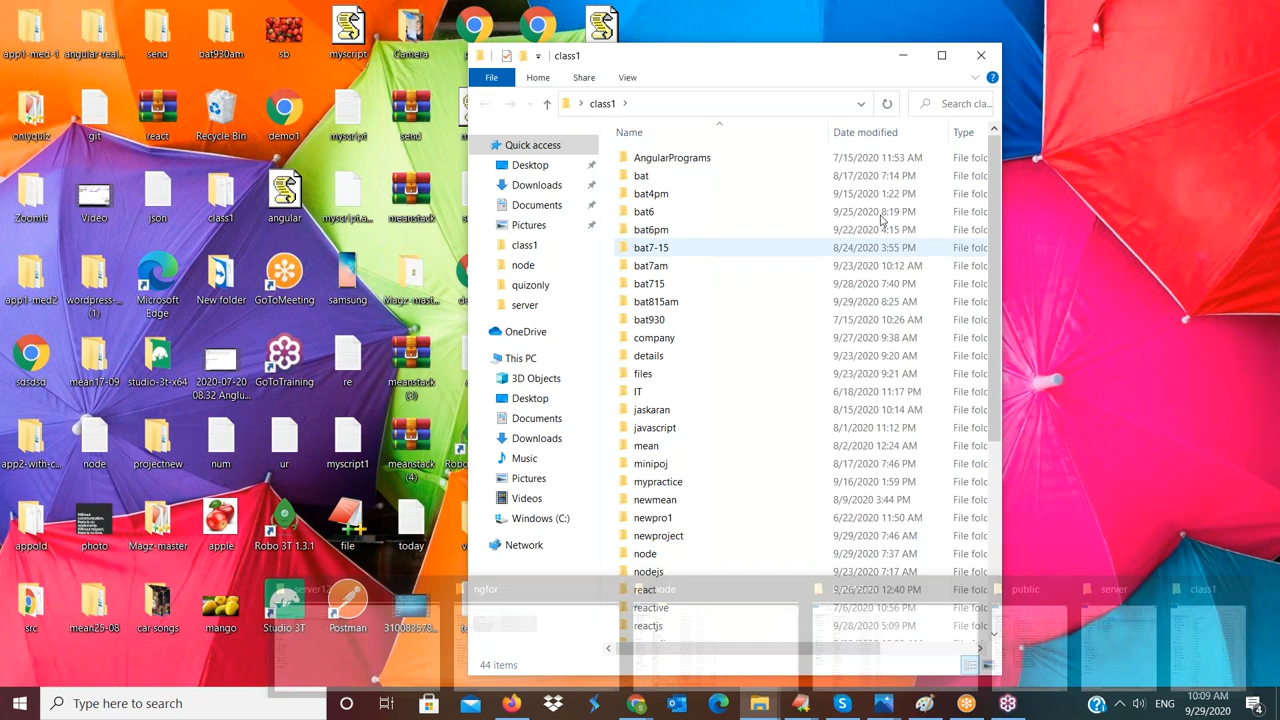 app1-med-1
angular-real...
send
bat930am
sb
myscript
Camera
onlyquiz
git
react
Recycle Bin
demo1
myscript
send
ZoomIt
Video
json
class1
angular
myscript.a...
meanstack
app1-med2
wordpress-...
(1)
Microsoft
Edge
New folder
GoToMeeting
samsung
Magz-mast...
sdsdsd
mean17-09
studio-3t-x64
2020-07-20
08.32 Angu...
GoToTraining
re
meanstack
(3)
app2-with-c...
node
projectnew
num
ur
myscript1
meanstack
(4)
appold
photo
Magz-master
apple
Robo 3T 1.3.1
file
today
src
mean25-08
car songs
mango
Studio 3T
Postman
310083578...
class1
File
Home
Share
View
class1
Search cla...
Quick access
Desktop
Downloads
Documents
Pictures
class1
node
quizonly
server
OneDrive
This PC
3D Objects
Desktop
Documents
Downloads
Music
Pictures
Videos
Windows (C:)
Network
Name Date modified Type
AngularPrograms 7/15/2020 11:53 AM File folc
bat 8/17/2020 7:14 PM File folc
bat4pm 9/15/2020 1:22 PM File folc
bat6 9/25/2020 8:19 PM File folc
bat6pm 9/22/2020 4:15 PM File folc
bat7-15 8/24/2020 3:55 PM File folc
bat7am 9/23/2020 10:12 AM File folc
bat715 9/28/2020 7:40 PM File folc
bat815am 9/29/2020 8:25 AM File folc
bat930 7/15/2020 10:26 AM File folc
company 9/27/2020 9:38 AM File folc
details 9/23/2020 9:20 AM File folc
files 9/23/2020 9:21 AM File folc
IT 6/18/2020 11:17 PM File folc
jaskaran 8/15/2020 10:14 AM File folc
javascript 8/1/2020 11:12 PM File folc
mean 8/2/2020 12:24 AM File folc
minipoj 8/17/2020 7:46 PM File folc
mypractice 9/16/2020 1:59 PM File folc
newmean 8/9/2020 3:44 PM File folc
newpro1 6/22/2020 11:50 AM File folc
newproject 9/29/2020 7:46 AM File folc
node 9/29/2020 7:37 AM File folc
nodejs 9/23/2020 7:17 AM File folc
react 9/26/2020 12:40 PM File folc
reactive 7/6/2020 10:56 PM File folc
reactjs 9/28/2020 5:09 PM File folc
44 items
ngfor
node
public
server
class1
Type here to search
ENG
10:09 AM
9/29/2020
4